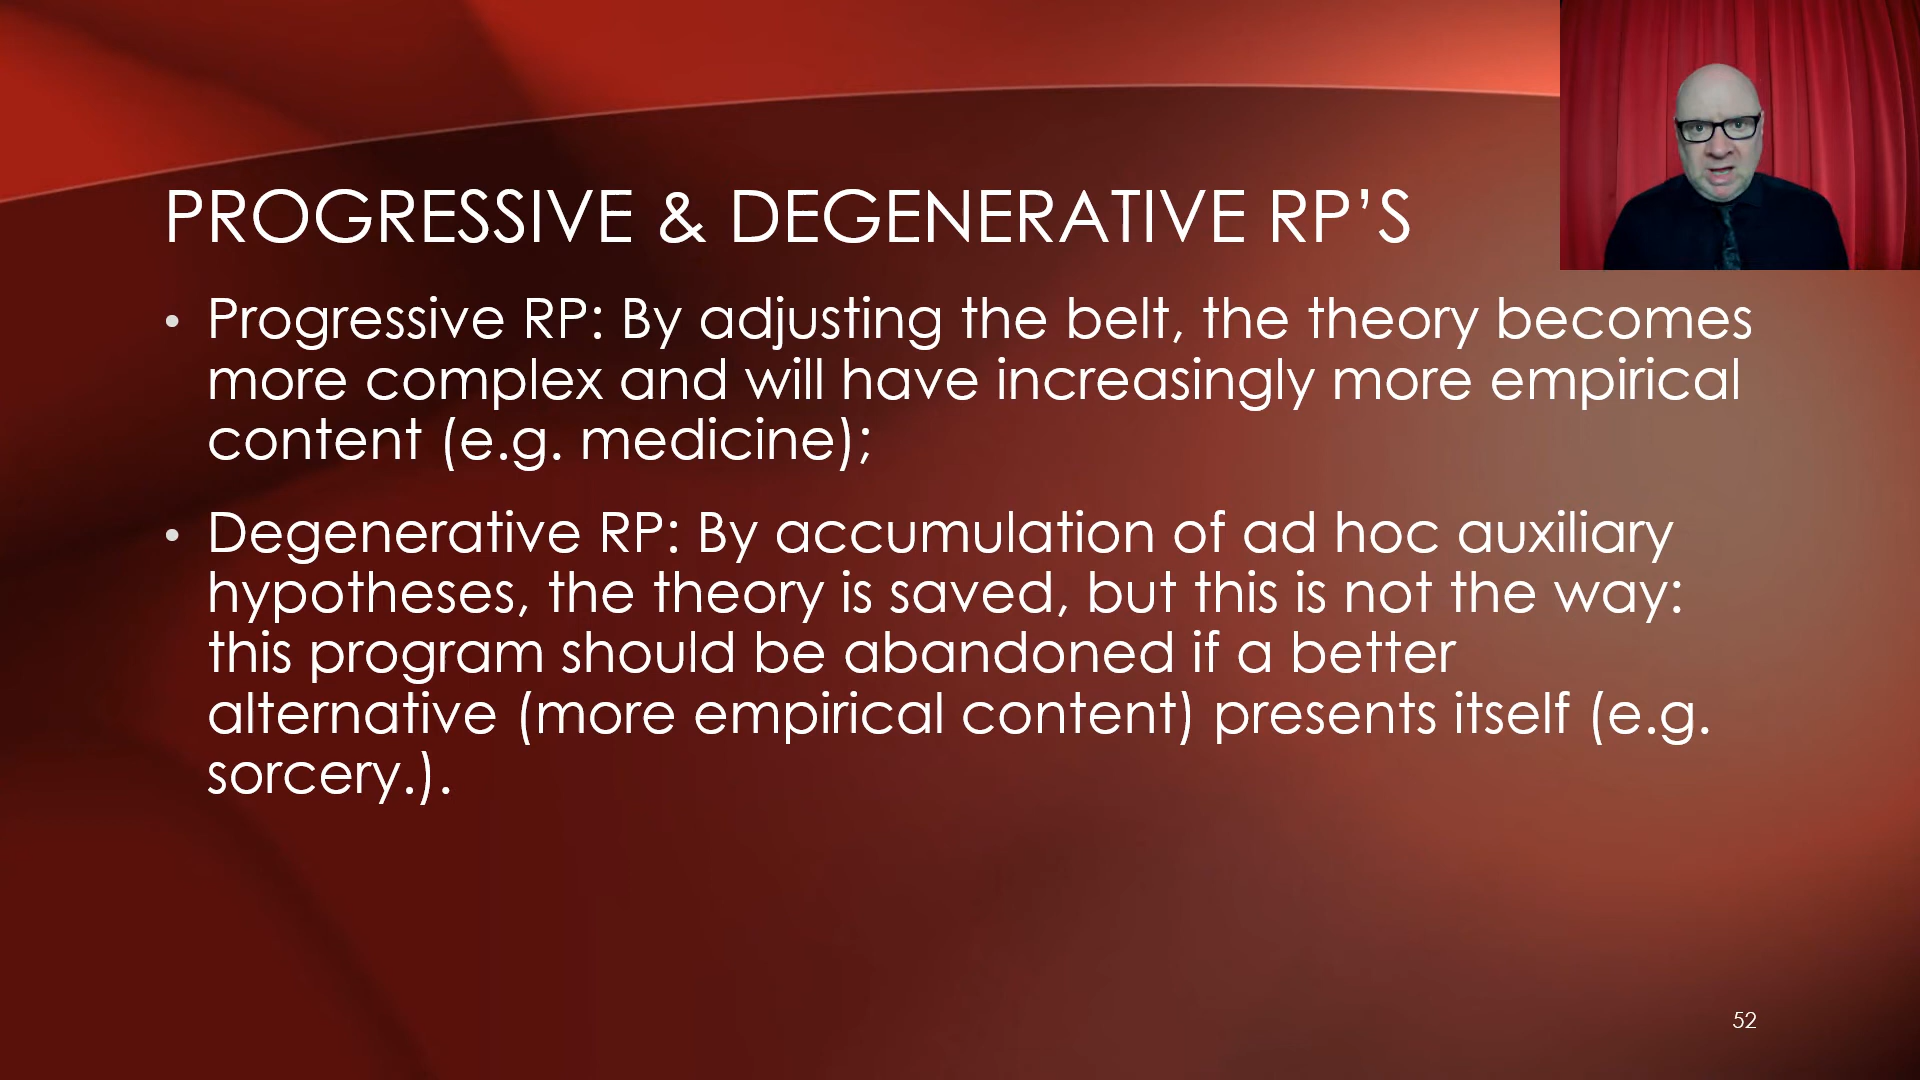 PROGRESSIVE & DEGENERATIVE RP’S
• Progressive RP: By adjusting the belt, the theory becomes
more complex and will have increasingly more empirical
content (e.g. medicine);
• Degenerative RP: By accumulation of ad hoc auxiliary
hypotheses, the theory is saved, but this is not the way:
this program should be abandoned if a better
alternative (more empirical content) presents itself (e.g.
sorcery.).
52